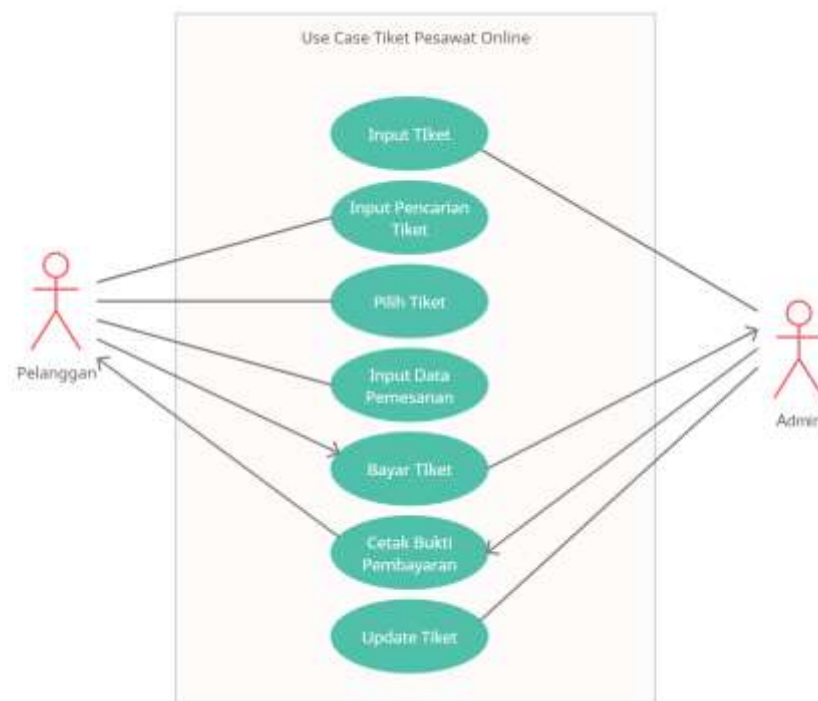 Use Case Tiket Pesawat Online
Input TIket
Input Pencarian
Tiket
Pilih Tiket
Input Data
Pemesanan
Bayar TIket
Cetak Bukti
Pembayaran
Update Tiket
Pelanggan
Admin